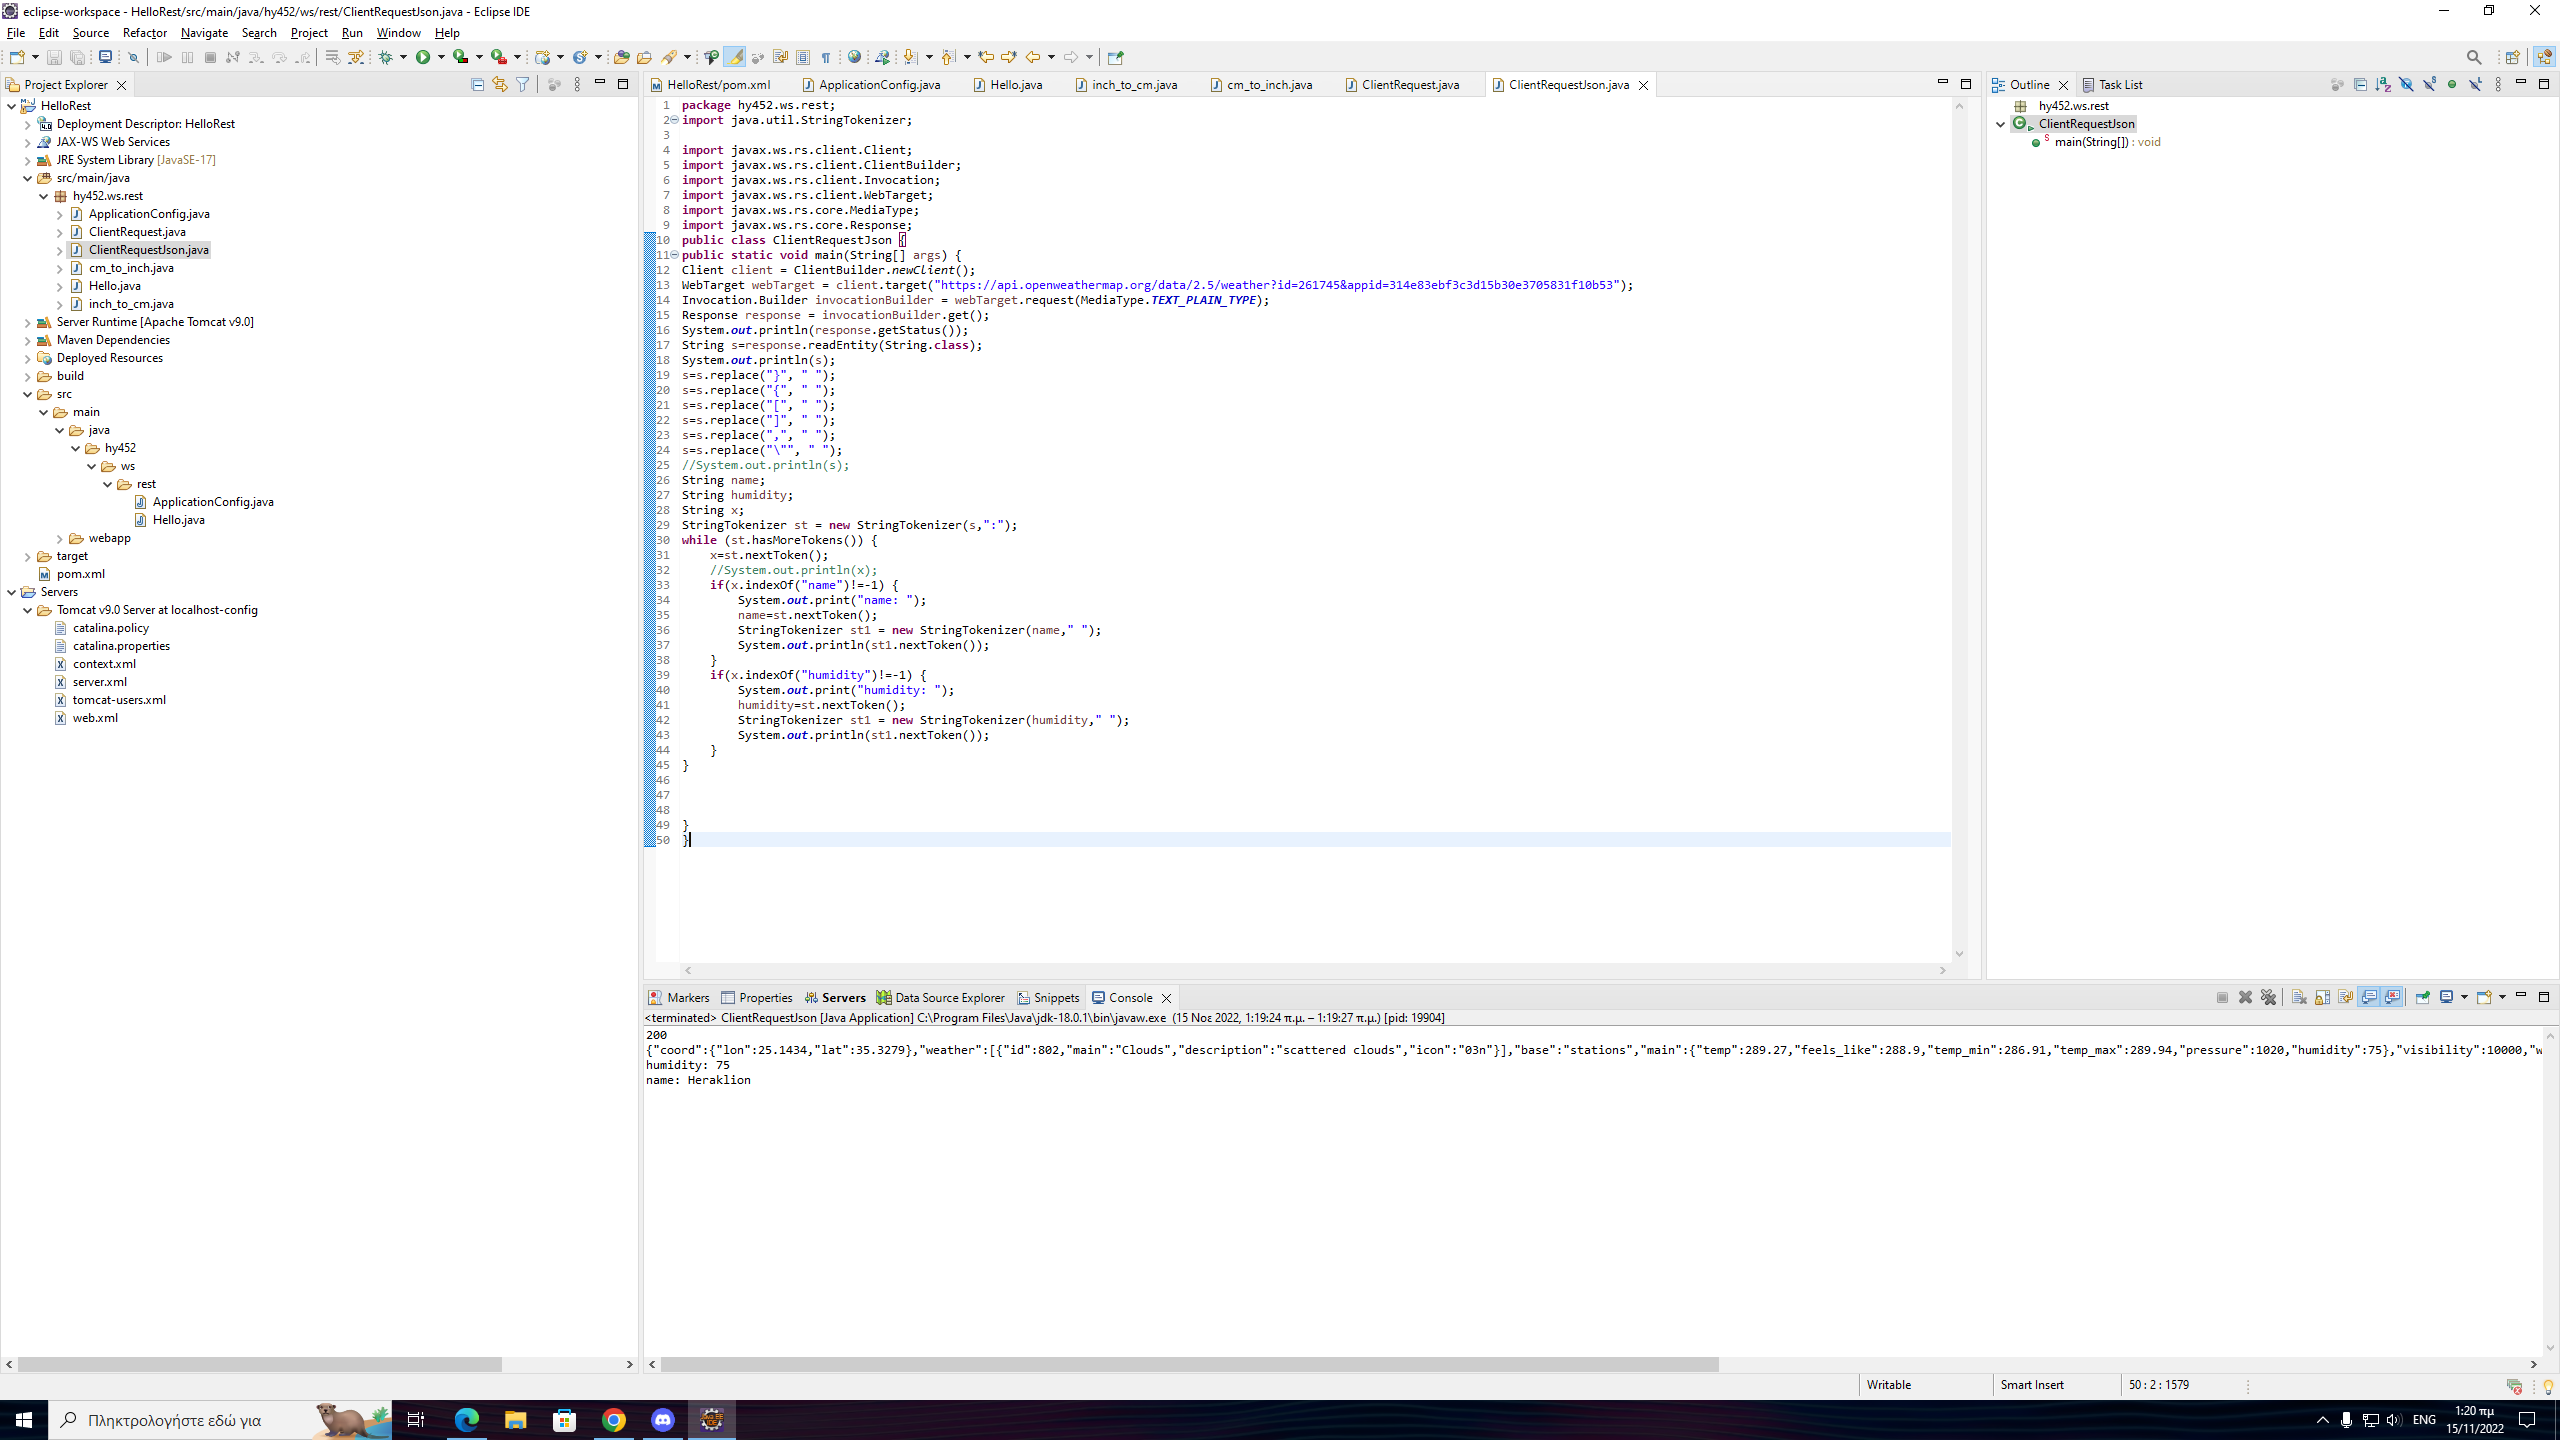 eclipse-workspace - HelloRest/src/main/java/hy452/ws/rest/ClientRequestJson.java - Eclipse IDE
File Edit Source Refactor Navigate Search Project Run Window Help
Project Explorer
HelloRest
Deployment Descriptor: HelloRest
JAX-WS Web Services
JRE System Library [JavaSE-17]
src/main/java
hy452.ws.rest
ApplicationConfig.java
ClientRequest.java
ClientRequestJson.java
cm_to_inch.java
Hello.java
inch_to_cm.java
Server Runtime [Apache Tomcat v9.0]
Maven Dependencies
Deployed Resources
build
src
main
java
hy452
ws
rest
ApplicationConfig.java
Hello.java
webapp
target
pom.xml
Servers
Tomcat v9.0 Server at localhost-config
catalina.policy
catalina.properties
context.xml
server.xml
tomcat-users.xml
web.xml
HelloRest/pom.xml ApplicationConfig.java Hello.java inch_to_cm.java cm_to_inch.java ClientRequest.java ClientRequestJson.java
1 package hy452.ws.rest;
2 import java.util.StringTokenizer;
3
4 import javax.ws.rs.client.Client;
5 import javax.ws.rs.client.ClientBuilder;
6 import javax.ws.rs.client.Invocation;
7 import javax.ws.rs.client.WebTarget;
8 import javax.ws.rs.core.MediaType;
9 import javax.ws.rs.core.Response;
10 public class ClientRequestJson {
11 public static void main(String[] args) {
12 Client client = ClientBuilder.newClient();
13 WebTarget webTarget = client.target("https://api.openweathermap.org/data/2.5/weather?id=261745&appid=314e83ebf3c3d15b30e3705831f10b53");
14 Invocation.Builder invocationBuilder = webTarget.request(MediaType.TEXT_PLAIN_TYPE);
15 Response response = invocationBuilder.get();
16 System.out.println(response.getStatus());
17 String s=response.readEntity(String.class);
18 System.out.println(s);
19 s=s.replace("}", " ");
20 s=s.replace("{", " ");
21 s=s.replace("[", " ");
22 s=s.replace("]", " ");
23 s=s.replace(",", " ");
24 s=s.replace("\"", " ");
25 //System.out.println(s);
26 String name;
27 String humidity;
28 String x;
29 StringTokenizer st = new StringTokenizer(s,":");
30 while (st.hasMoreTokens()) {
31 x=st.nextToken();
32 //System.out.println(x);
33 if(x.indexOf("name")!=-1) {
34 System.out.print("name: ");
35 name=st.nextToken();
36 StringTokenizer st1 = new StringTokenizer(name," ");
37 System.out.println(st1.nextToken());
38 }
39 if(x.indexOf("humidity")!=-1) {
40 System.out.print("humidity: ");
41 humidity=st.nextToken();
42 StringTokenizer st1 = new StringTokenizer(humidity," ");
43 System.out.println(st1.nextToken());
44 }
45 }
46
47
48
49 }
50 }
Outline Task List
hy452.ws.rest
ClientRequestJson
main(String[]) : void
Markers Properties Servers Data Source Explorer Snippets Console
<terminated> ClientRequestJson [Java Application] C:\Program Files\Java\jdk-18.0.1\bin\javaw.exe (15 Νοε 2022, 1:19:24 π.μ. – 1:19:27 π.μ.) [pid: 19904]
200
{"coord":{"lon":25.1434,"lat":35.3279},"weather":[{"id":802,"main":"Clouds","description":"scattered clouds","icon":"03n"}],"base":"stations","main":{"temp":289.27,"feels_like":288.9,"temp_min":286.91,"temp_max":289.94,"pressure":1020,"humidity":75},"visibility":10000,"w
humidity: 75
name: Heraklion
Writable Smart Insert 50 : 2 : 1579
Πληκτρολογήστε εδώ για
ENG
1:20 πμ
15/11/2022